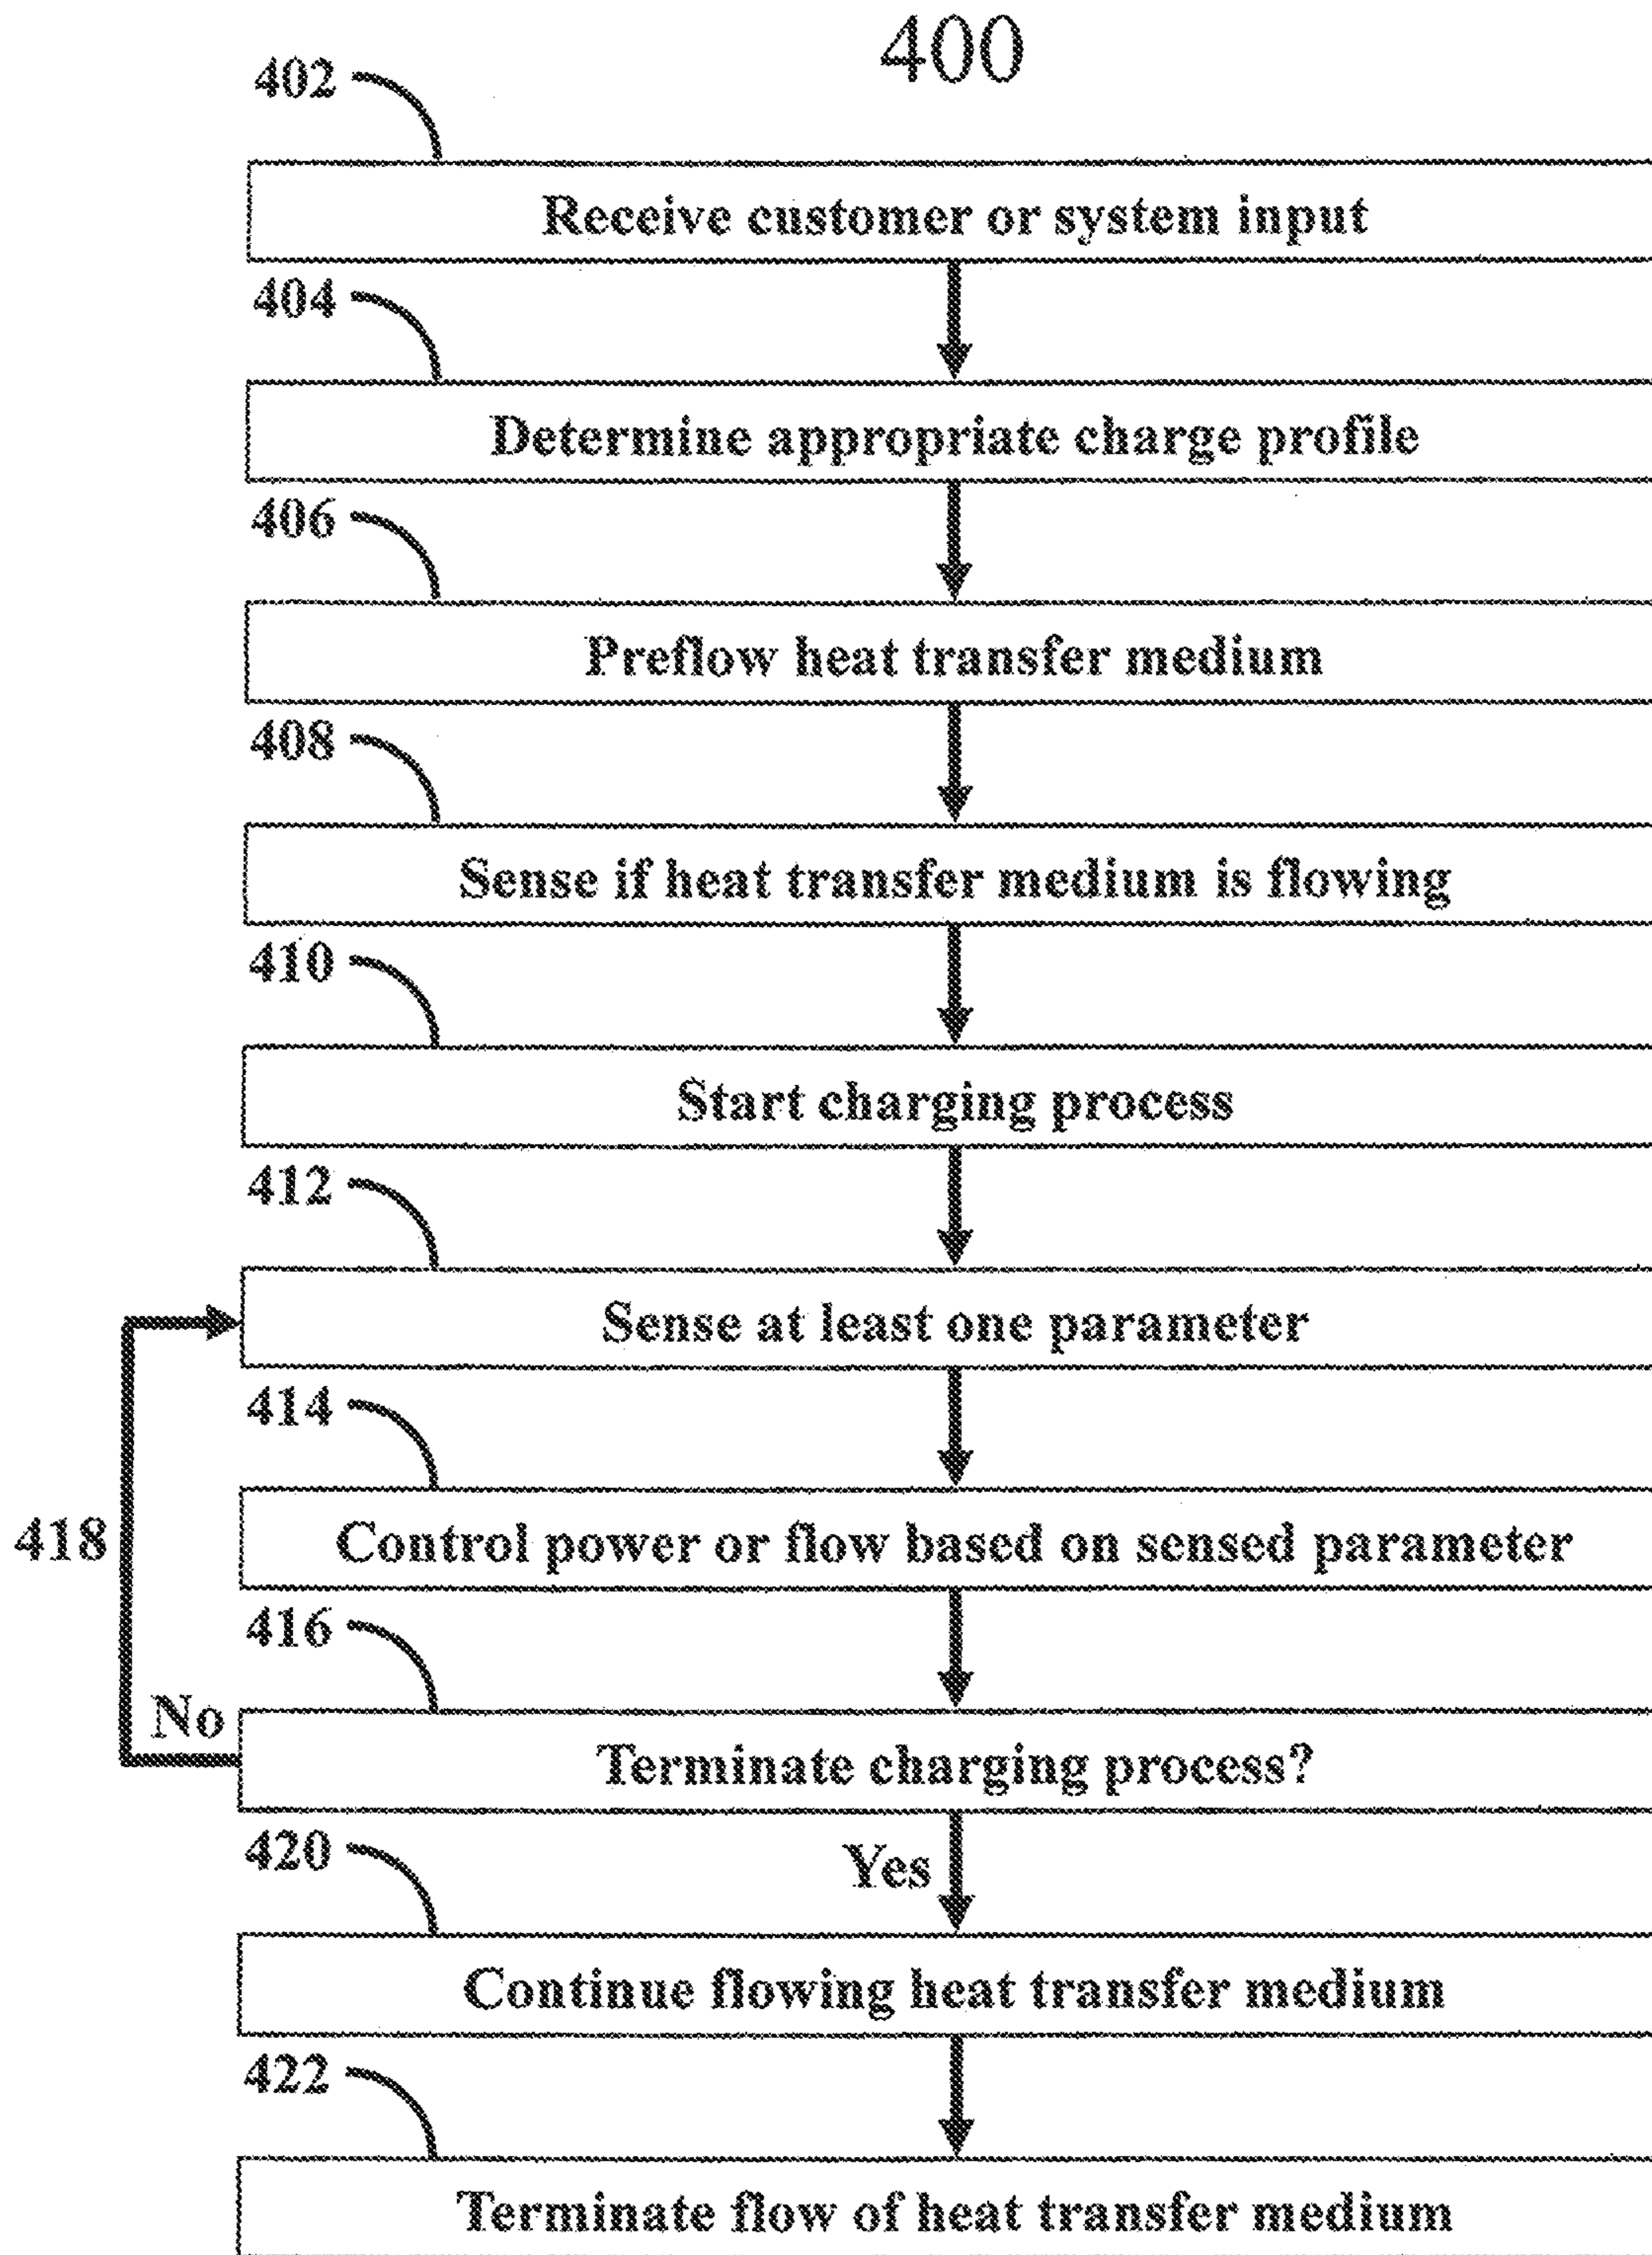 400
402
Receive customer or system input
404
Determine appropriate charge profile
406
Preflow heat transfer medium
408
Sense if heat transfer medium is flowing
410
Start charging process
412
Sense at least one parameter
414
Control power or flow based on sensed parameter
418
416
No
Terminate charging process?
420
Yes
Continue flowing heat transfer medium
422
Terminate flow of heat transfer medium